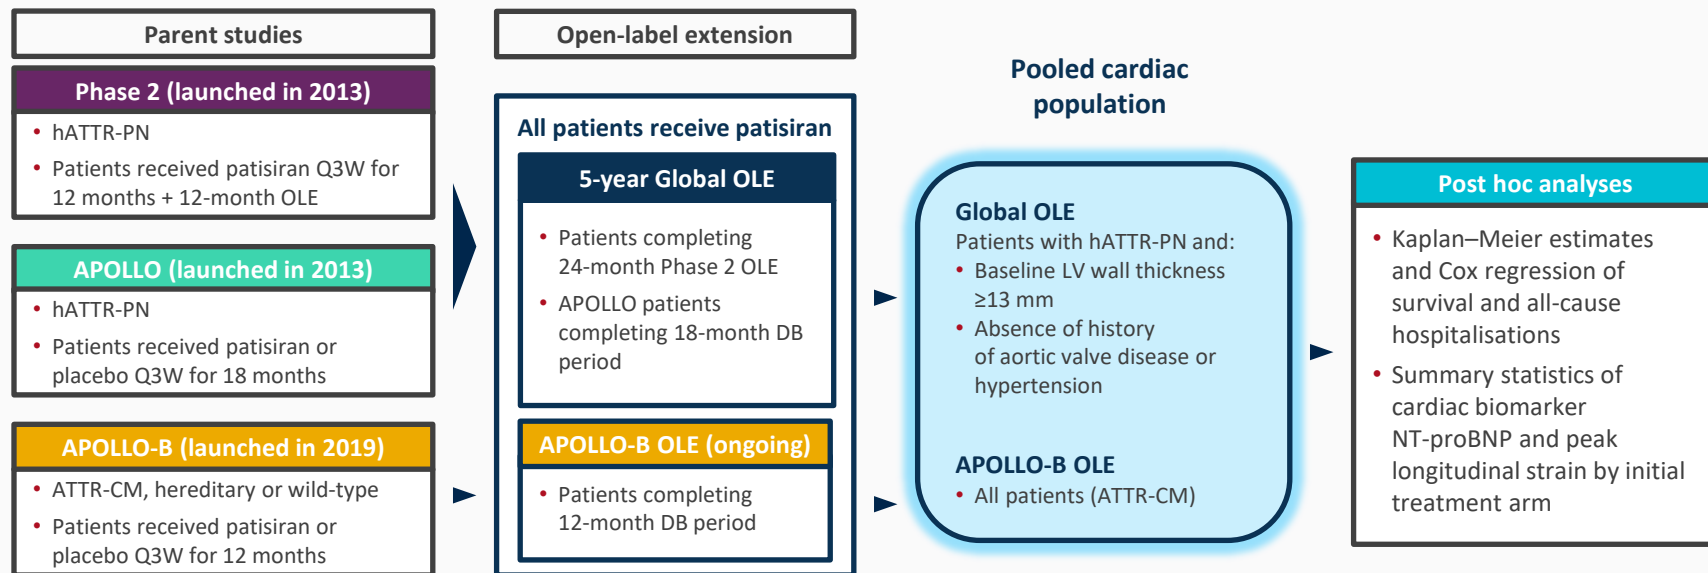 Parent studies
Phase 2 (launched in 2013)
• hATTR-PN
• Patients received patisiran Q3W for
12 months + 12-month OLE
APOLLO (launched in 2013)
• hATTR-PN
• Patients received patisiran or
placebo Q3W for 18 months
APOLLO-B (launched in 2019)
• ATTR-CM, hereditary or wild-type
• Patients received patisiran or
placebo Q3W for 12 months
Open-label extension
All patients receive patisiran
5-year Global OLE
• Patients completing
24-month Phase 2 OLE
• APOLLO patients
completing 18-month DB
period
APOLLO-B OLE (ongoing)
• Patients completing
12-month DB period
Pooled cardiac
population
Global OLE
Patients with hATTR-PN and:
• Baseline LV wall thickness
≥13 mm
• Absence of history
of aortic valve disease or
hypertension
APOLLO-B OLE
• All patients (ATTR-CM)
Post hoc analyses
• Kaplan–Meier estimates
and Cox regression of
survival and all-cause
hospitalisations
• Summary statistics of
cardiac biomarker
NT-proBNP and peak
longitudinal strain by initial
treatment arm